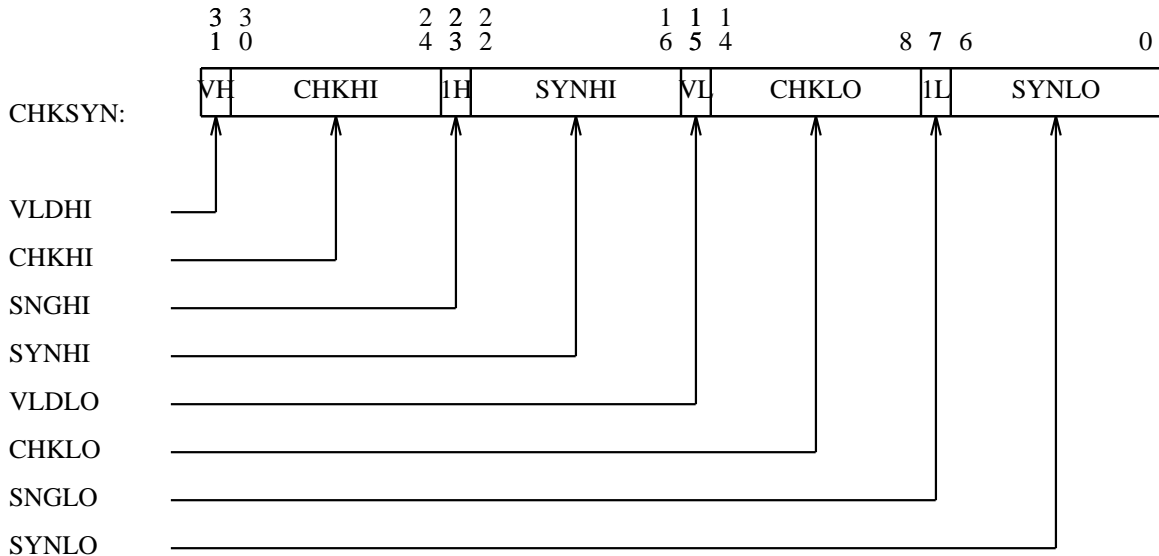 3 3 2 2 2 1 1 1
1 0 4 3 2 6 5 4 8 7 6 0
VH CHKHI 1H SYNHI VL CHKLO 1L SYNLO
CHKSYN:
VLDHI
CHKHI
SNGHI
SYNHI
VLDLO
CHKLO
SNGLO
SYNLO